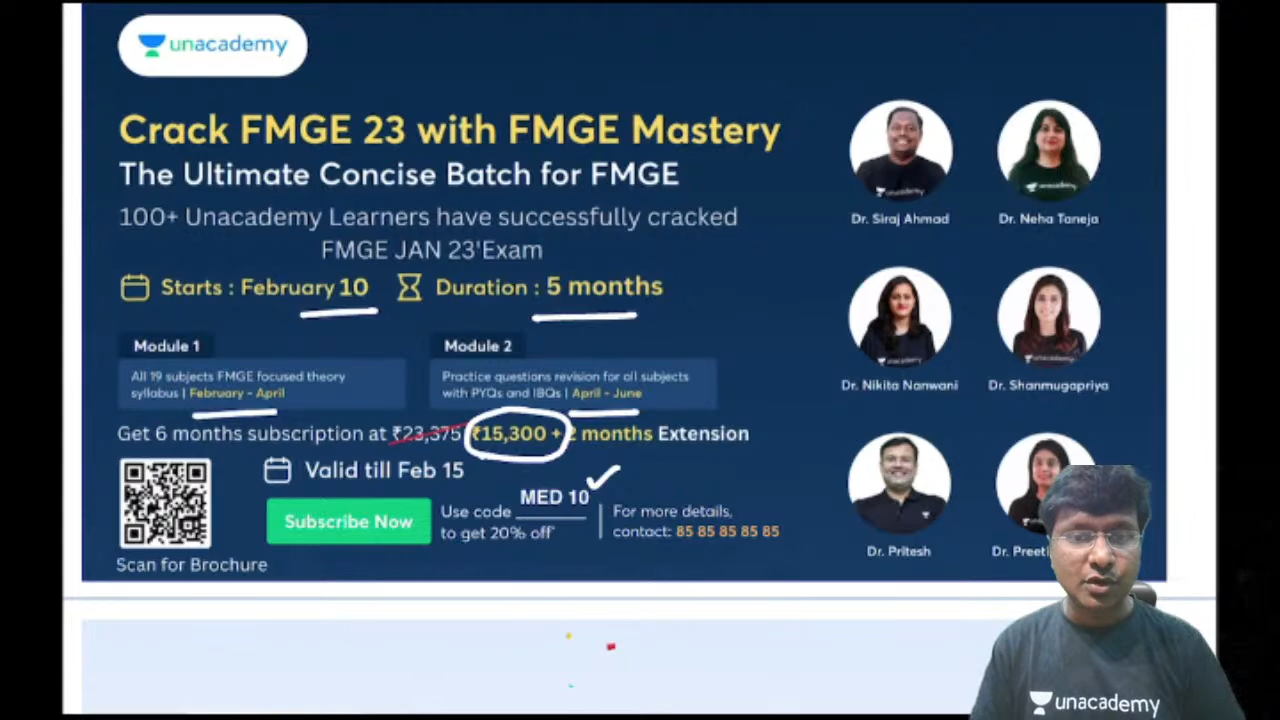 unacademy
Crack FMGE 23 with FMGE Mastery
The Ultimate Concise Batch for FMGE
100+ Unacademy Learners have successfully cracked
FMGE JAN 23'Exam
Starts : February 10 Duration : 5 months
Module 1
All 19 subjects FMGE focused theory
syllabus | February - April
Module 2
Practice questions revision for all subjects
with PYQs and IBQs | April - June
Get 6 months subscription at ₹23,375 ₹15,300 + 2 months Extension
Valid till Feb 15
Subscribe Now
Use code MED 10
to get 20% off*
For more details,
contact: 85 85 85 85 85
Scan for Brochure
Dr. Siraj Ahmad
Dr. Neha Taneja
Dr. Nikita Nanwani
Dr. Shanmugapriya
Dr. Pritesh
Dr. Preeti
unacademy